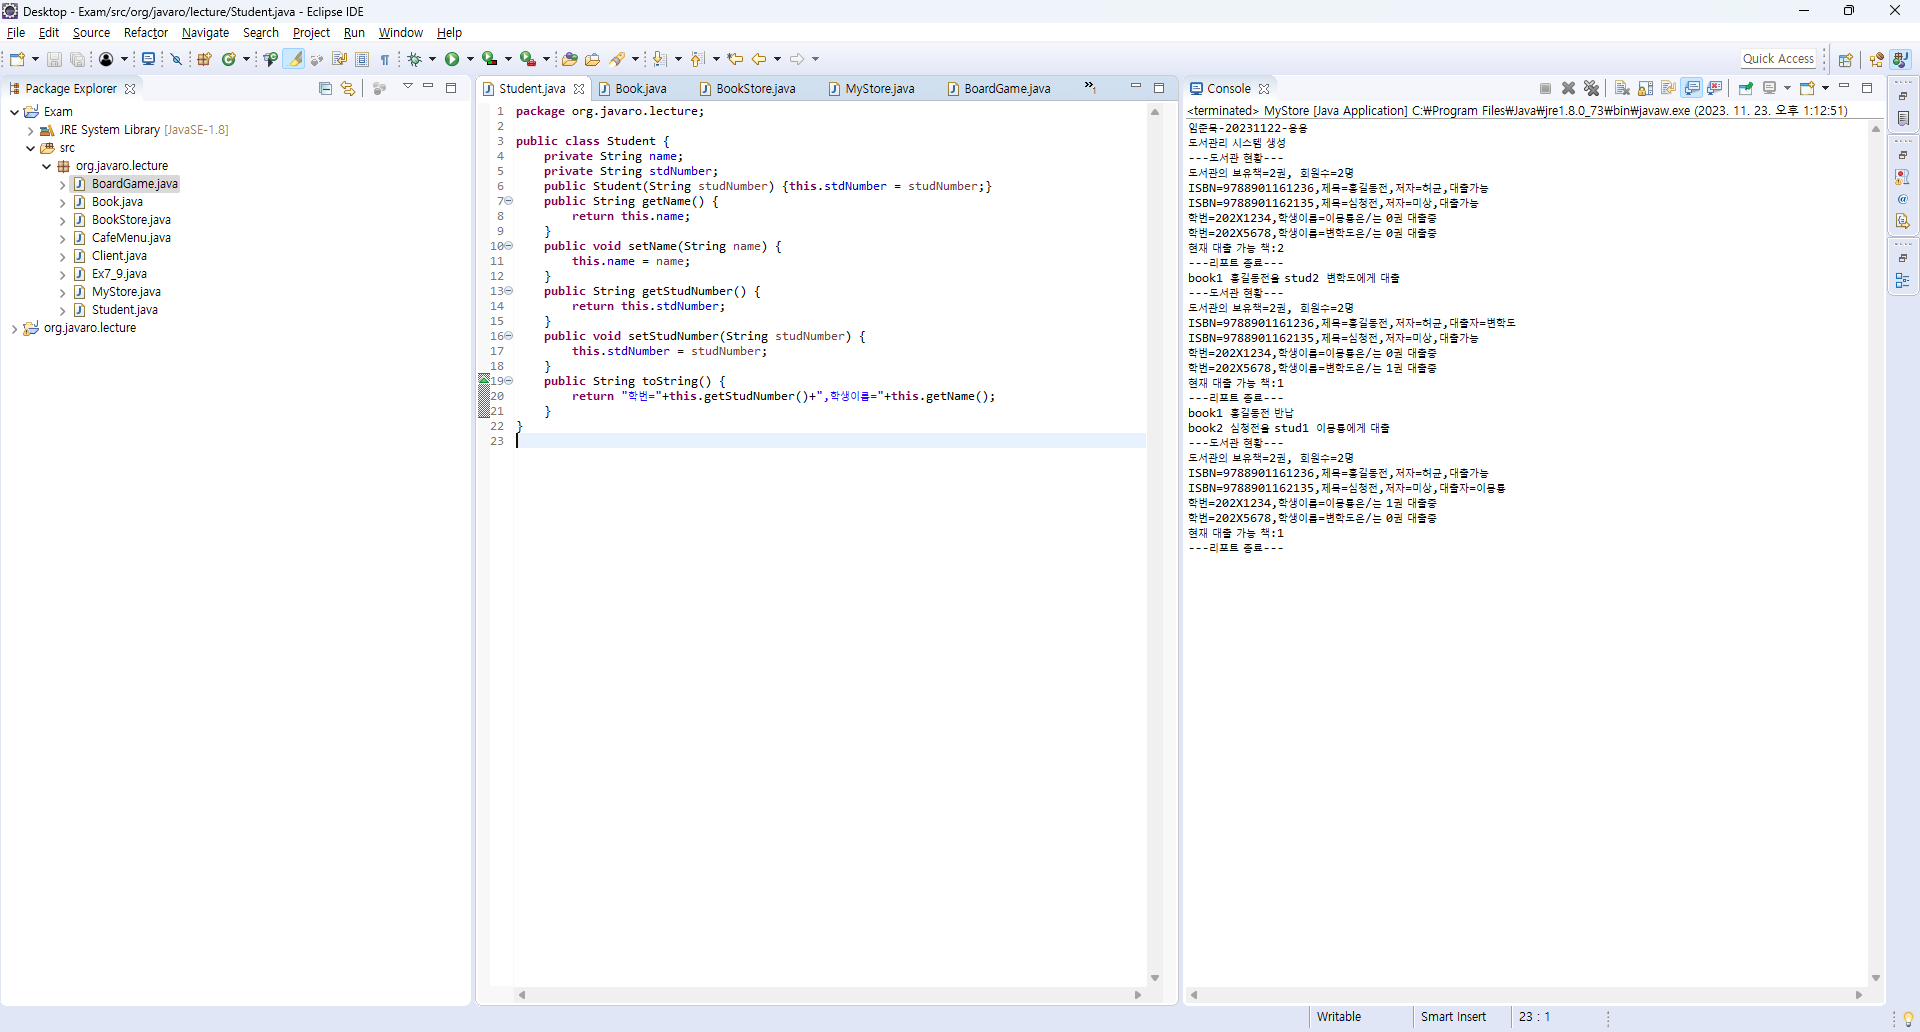 Desktop - Exam/src/org/javaro/lecture/Student.java - Eclipse IDE
File Edit Source Refactor Navigate Search Project Run Window Help
Quick Access
Package Explorer
Exam
JRE System Library [JavaSE-1.8]
src
org.javaro.lecture
BoardGame.java
Book.java
BookStore.java
CafeMenu.java
Client.java
Ex7_9.java
MyStore.java
Student.java
org.javaro.lecture
Student.java Book.java BookStore.java MyStore.java BoardGame.java »1
1 package org.javaro.lecture;
2
3 public class Student {
4 private String name;
5 private String stdNumber;
6 public Student(String studNumber) {this.stdNumber = studNumber;}
7 public String getName() {
8 return this.name;
9 }
10 public void setName(String name) {
11 this.name = name;
12 }
13 public String getStudNumber() {
14 return this.stdNumber;
15 }
16 public void setStudNumber(String studNumber) {
17 this.stdNumber = studNumber;
18 }
19 public String toString() {
20 return "학번="+this.getStudNumber()+",학생이름="+this.getName();
21 }
22 }
23
Console
<terminated> MyStore [Java Application] C:₩Program Files₩Java₩jre1.8.0_73₩bin₩javaw.exe (2023. 11. 23. 오후 1:12:51)
임준묵-20231122-응용
도서관리 시스템 생성
---도서관 현황---
도서관의 보유책=2권, 회원수=2명
ISBN=9788901161236,제목=홍길동전,저자=허균,대출가능
ISBN=9788901162135,제목=심청전,저자=미상,대출가능
학번=202X1234,학생이름=이몽룡은/는 0권 대출중
학번=202X5678,학생이름=변학도은/는 0권 대출중
현재 대출 가능 책:2
---리포트 종료---
book1 홍길동전을 stud2 변학도에게 대출
---도서관 현황---
도서관의 보유책=2권, 회원수=2명
ISBN=9788901161236,제목=홍길동전,저자=허균,대출자=변학도
ISBN=9788901162135,제목=심청전,저자=미상,대출가능
학번=202X1234,학생이름=이몽룡은/는 0권 대출중
학번=202X5678,학생이름=변학도은/는 1권 대출중
현재 대출 가능 책:1
---리포트 종료---
book1 홍길동전 반납
book2 심청전을 stud1 이몽룡에게 대출
---도서관 현황---
도서관의 보유책=2권, 회원수=2명
ISBN=9788901161236,제목=홍길동전,저자=허균,대출가능
ISBN=9788901162135,제목=심청전,저자=미상,대출자=이몽룡
학번=202X1234,학생이름=이몽룡은/는 1권 대출중
학번=202X5678,학생이름=변학도은/는 0권 대출중
현재 대출 가능 책:1
---리포트 종료---
Writable Smart Insert 23 : 1